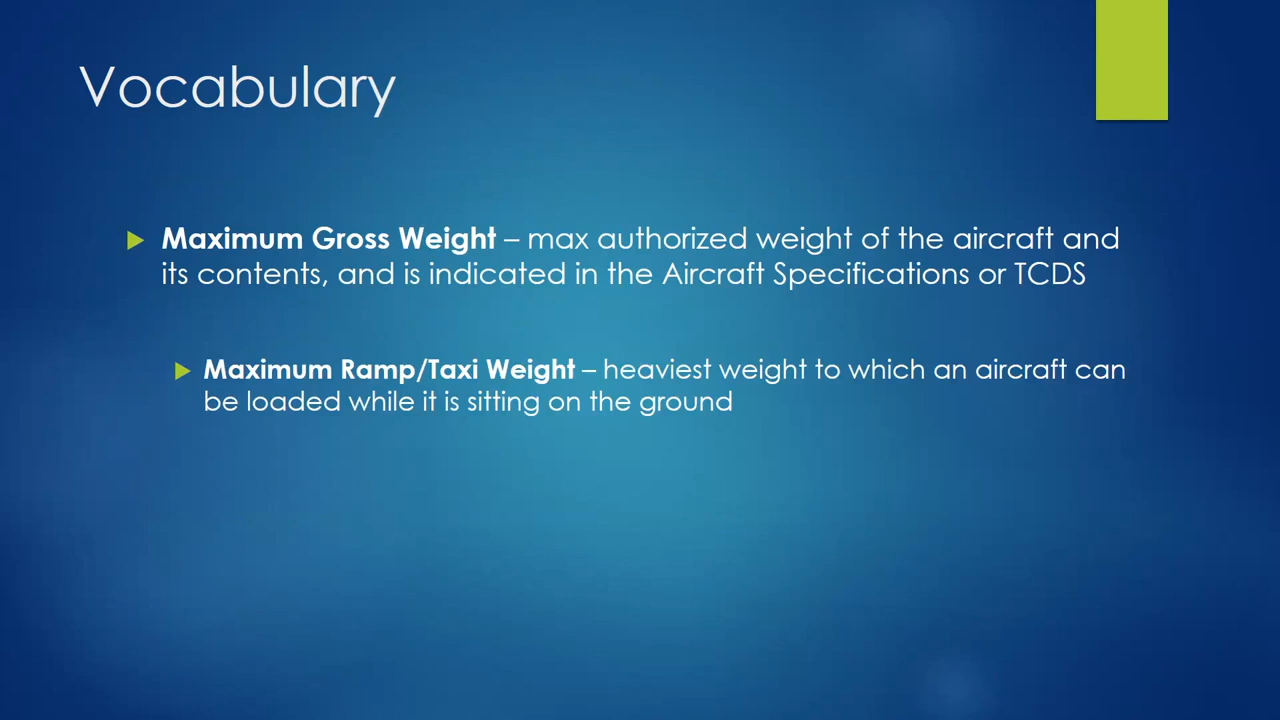 Vocabulary
Maximum Gross Weight – max authorized weight of the aircraft and
its contents, and is indicated in the Aircraft Specifications or TCDS
Maximum Ramp/Taxi Weight – heaviest weight to which an aircraft can
be loaded while it is sitting on the ground